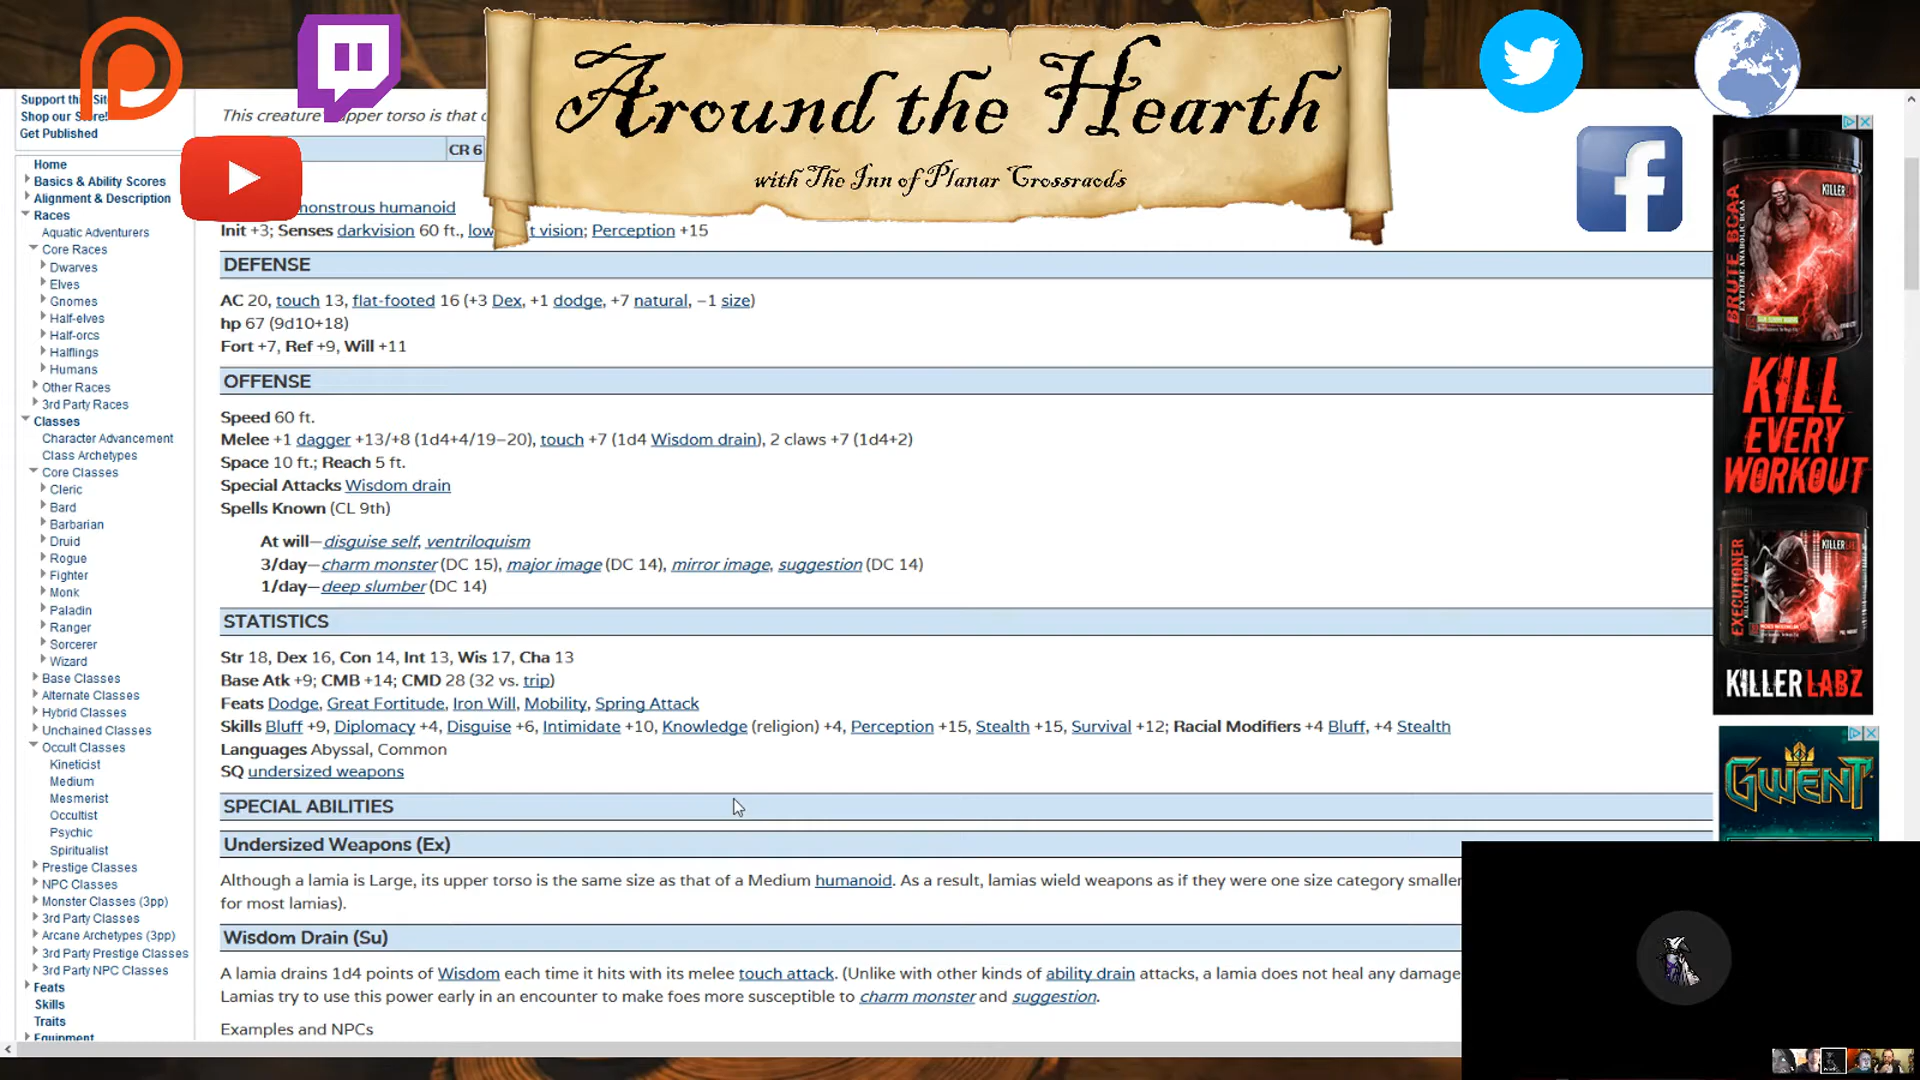 Around the Hearth
with The Inn of Planar Crossraods
Support this Site
Shop our Store!
Get Published
Home
Basics & Ability Scores
Alignment & Description
Races
Aquatic Adventurers
Core Races
Dwarves
Elves
Gnomes
Half-elves
Half-orcs
Halflings
Humans
Other Races
3rd Party Races
Classes
Character Advancement
Class Archetypes
Core Classes
Cleric
Bard
Barbarian
Druid
Rogue
Fighter
Monk
Paladin
Ranger
Sorcerer
Wizard
Base Classes
Alternate Classes
Hybrid Classes
Unchained Classes
Occult Classes
Kineticist
Medium
Mesmerist
Occultist
Psychic
Spiritualist
Prestige Classes
NPC Classes
Monster Classes (3pp)
3rd Party Classes
Arcane Archetypes (3pp)
3rd Party Prestige Classes
3rd Party NPC Classes
Feats
Skills
Traits
Equipment
This creature upper torso is that
CR 6
monstrous humanoid
Init +3; Senses darkvision 60 ft., low t vision; Perception +15
DEFENSE
AC 20, touch 13, flat-footed 16 (+3 Dex, +1 dodge, +7 natural, –1 size)
hp 67 (9d10+18)
Fort +7, Ref +9, Will +11
OFFENSE
Speed 60 ft.
Melee +1 dagger +13/+8 (1d4+4/19–20), touch +7 (1d4 Wisdom drain), 2 claws +7 (1d4+2)
Space 10 ft.; Reach 5 ft.
Special Attacks Wisdom drain
Spells Known (CL 9th)
At will—disguise self, ventriloquism
3/day—charm monster (DC 15), major image (DC 14), mirror image, suggestion (DC 14)
1/day—deep slumber (DC 14)
STATISTICS
Str 18, Dex 16, Con 14, Int 13, Wis 17, Cha 13
Base Atk +9; CMB +14; CMD 28 (32 vs. trip)
Feats Dodge, Great Fortitude, Iron Will, Mobility, Spring Attack
Skills Bluff +9, Diplomacy +4, Disguise +6, Intimidate +10, Knowledge (religion) +4, Perception +15, Stealth +15, Survival +12; Racial Modifiers +4 Bluff, +4 Stealth
Languages Abyssal, Common
SQ undersized weapons
SPECIAL ABILITIES
Undersized Weapons (Ex)
Although a lamia is Large, its upper torso is the same size as that of a Medium humanoid. As a result, lamias wield weapons as if they were one size category smaller
for most lamias).
Wisdom Drain (Su)
A lamia drains 1d4 points of Wisdom each time it hits with its melee touch attack. (Unlike with other kinds of ability drain attacks, a lamia does not heal any damage
Lamias try to use this power early in an encounter to make foes more susceptible to charm monster and suggestion.
Examples and NPCs
KILLER
BRUTE BCAA
EXTREME ANABOLIC BCAA
KILL
EVERY
WORKOUT
KILLER
EXECUTIONER
KILLER LABZ
GWENT